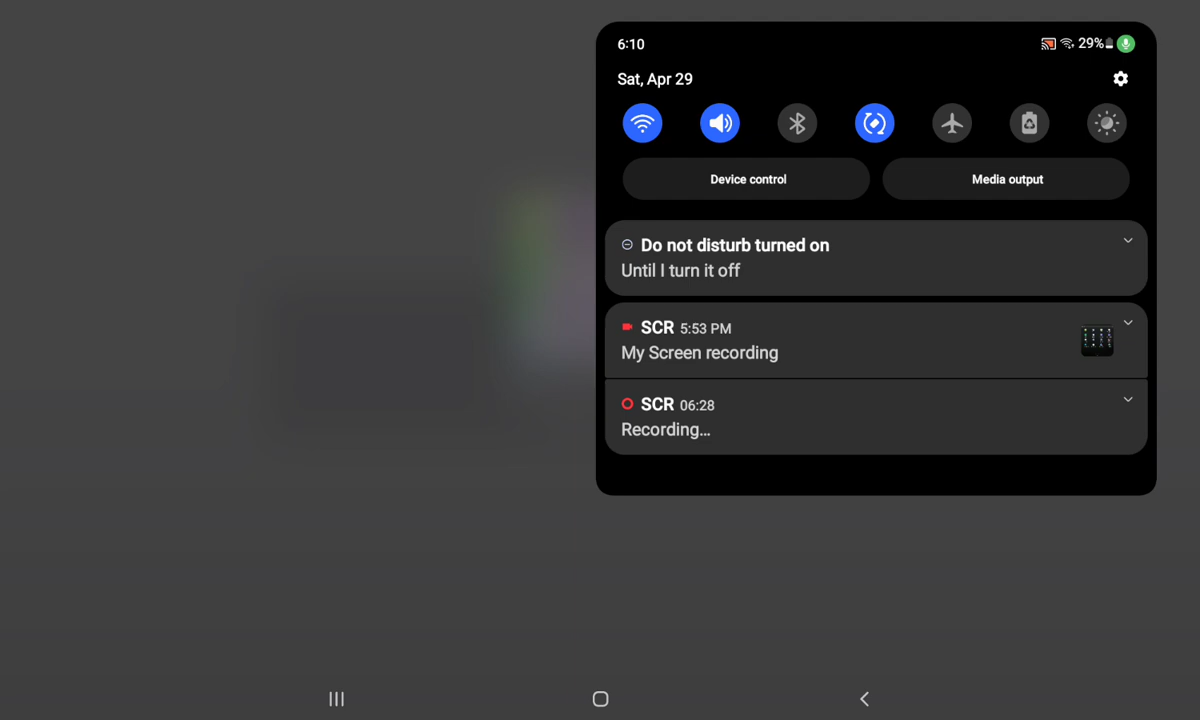 6:10
29%
Sat, Apr 29
Device control
Media output
Do not disturb turned on
Until I turn it off
SCR 5:53 PM
My Screen recording
SCR 06:28
Recording...